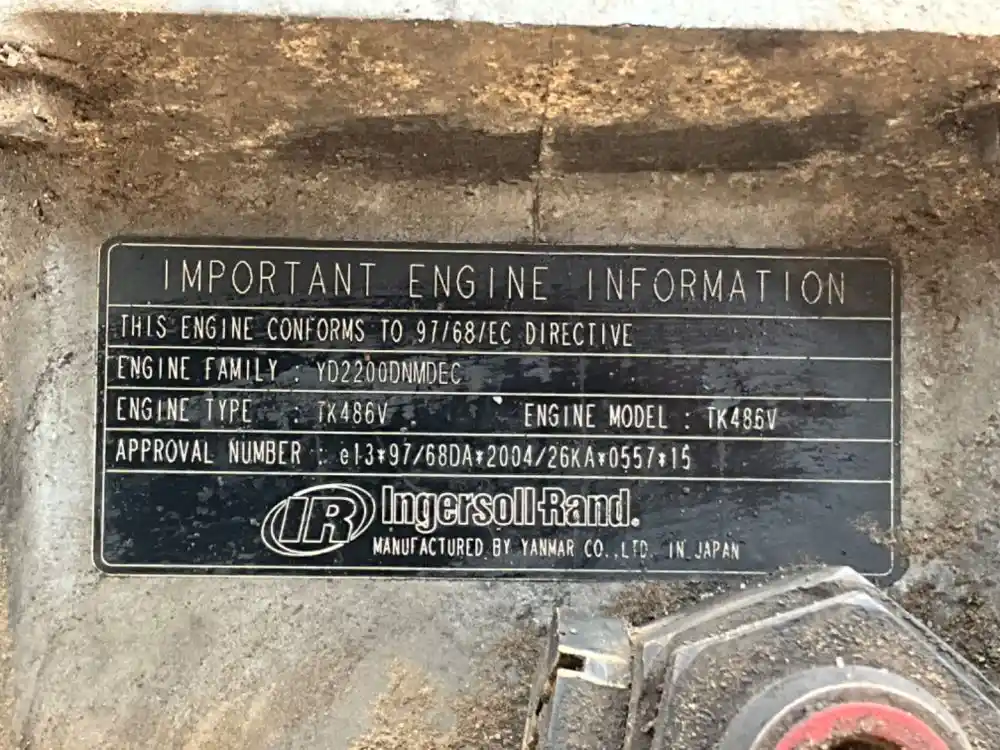 IMPORTANT ENGINE INFORMATION
THIS ENGINE CONFORMS TO 97/68/EC DIRECTIVE
ENGINE FAMILY : YD2200DNMDEC
ENGINE TYPE : TK486V ENGINE MODEL : TK486V
APPROVAL NUMBER : e13*97/68DA*2004/26KA*0557*15
IR Ingersoll-Rand.
MANUFACTURED BY YANMAR CO.,LTD. IN JAPAN